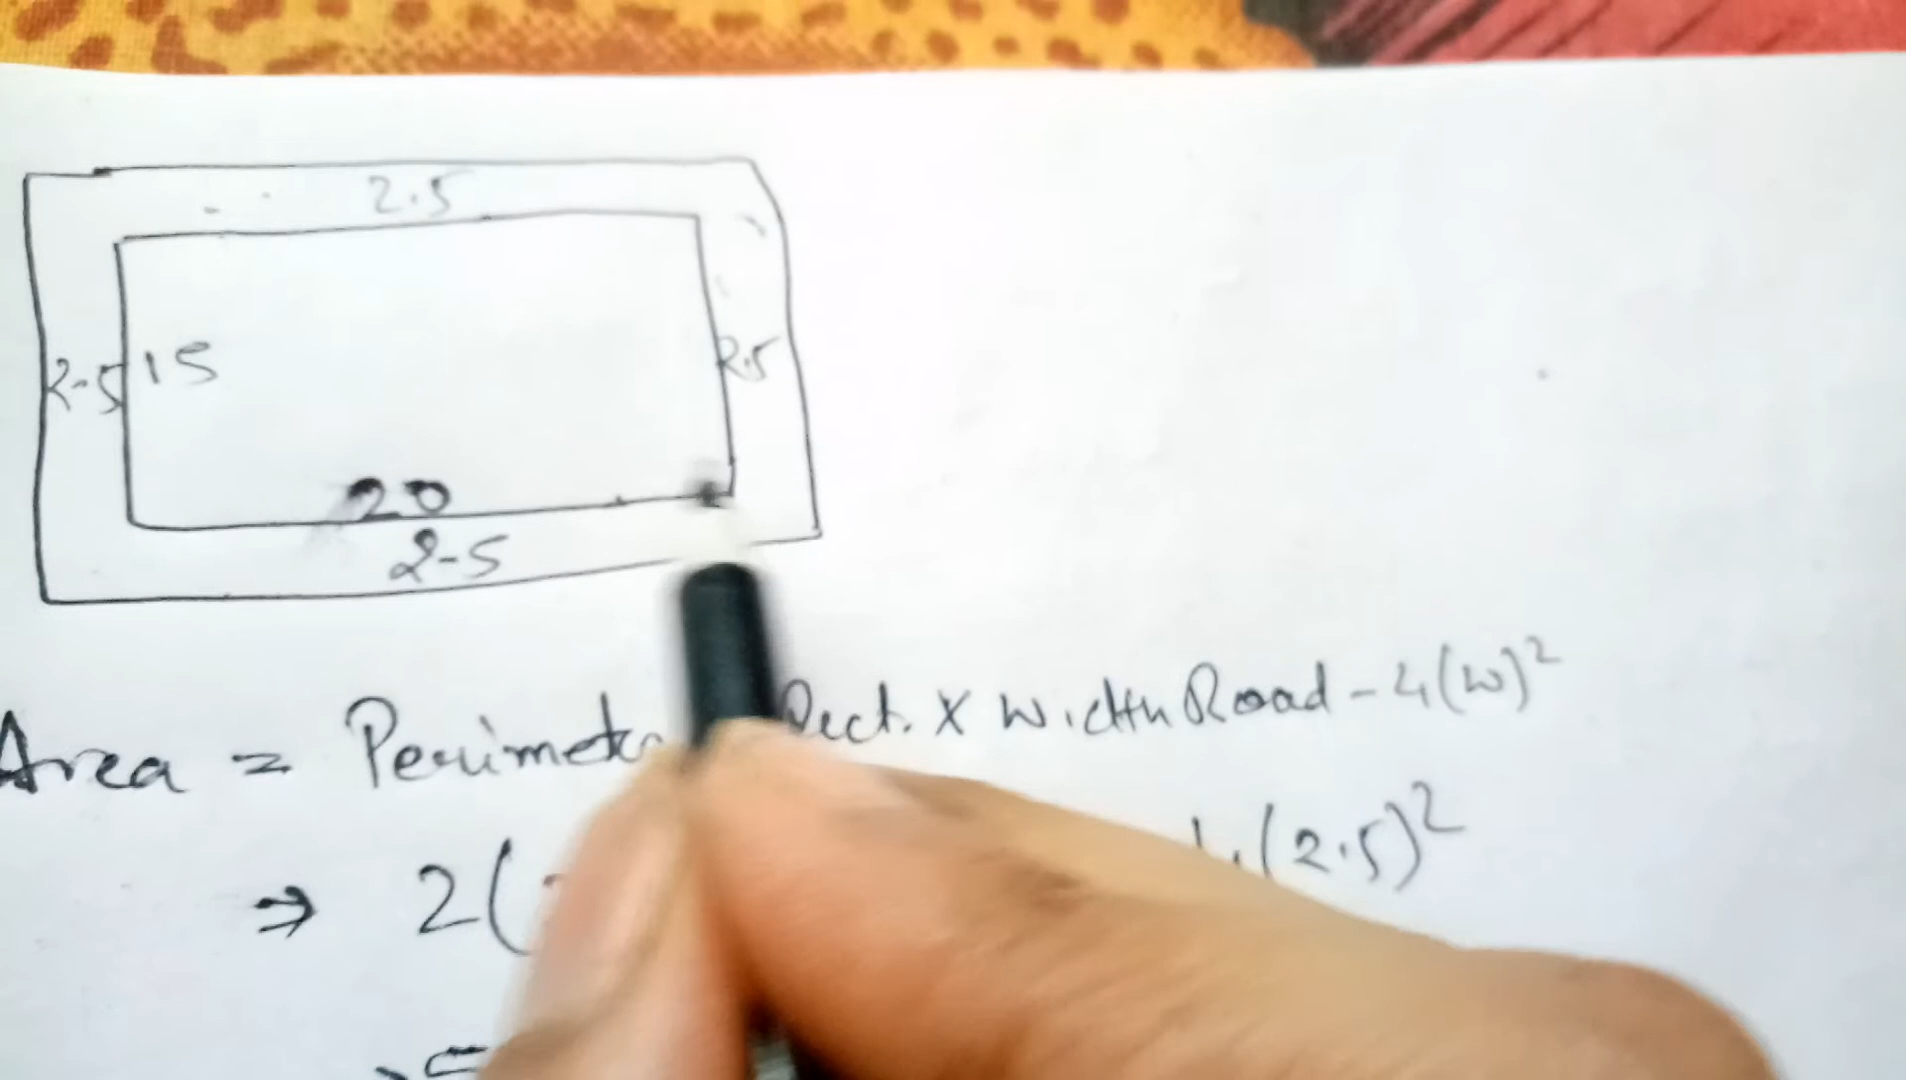 2.5
2-5 15 2.5
20
2-5
Area = Rect. X Width Road - 4(W)²
⇒ 2( (2.5)²